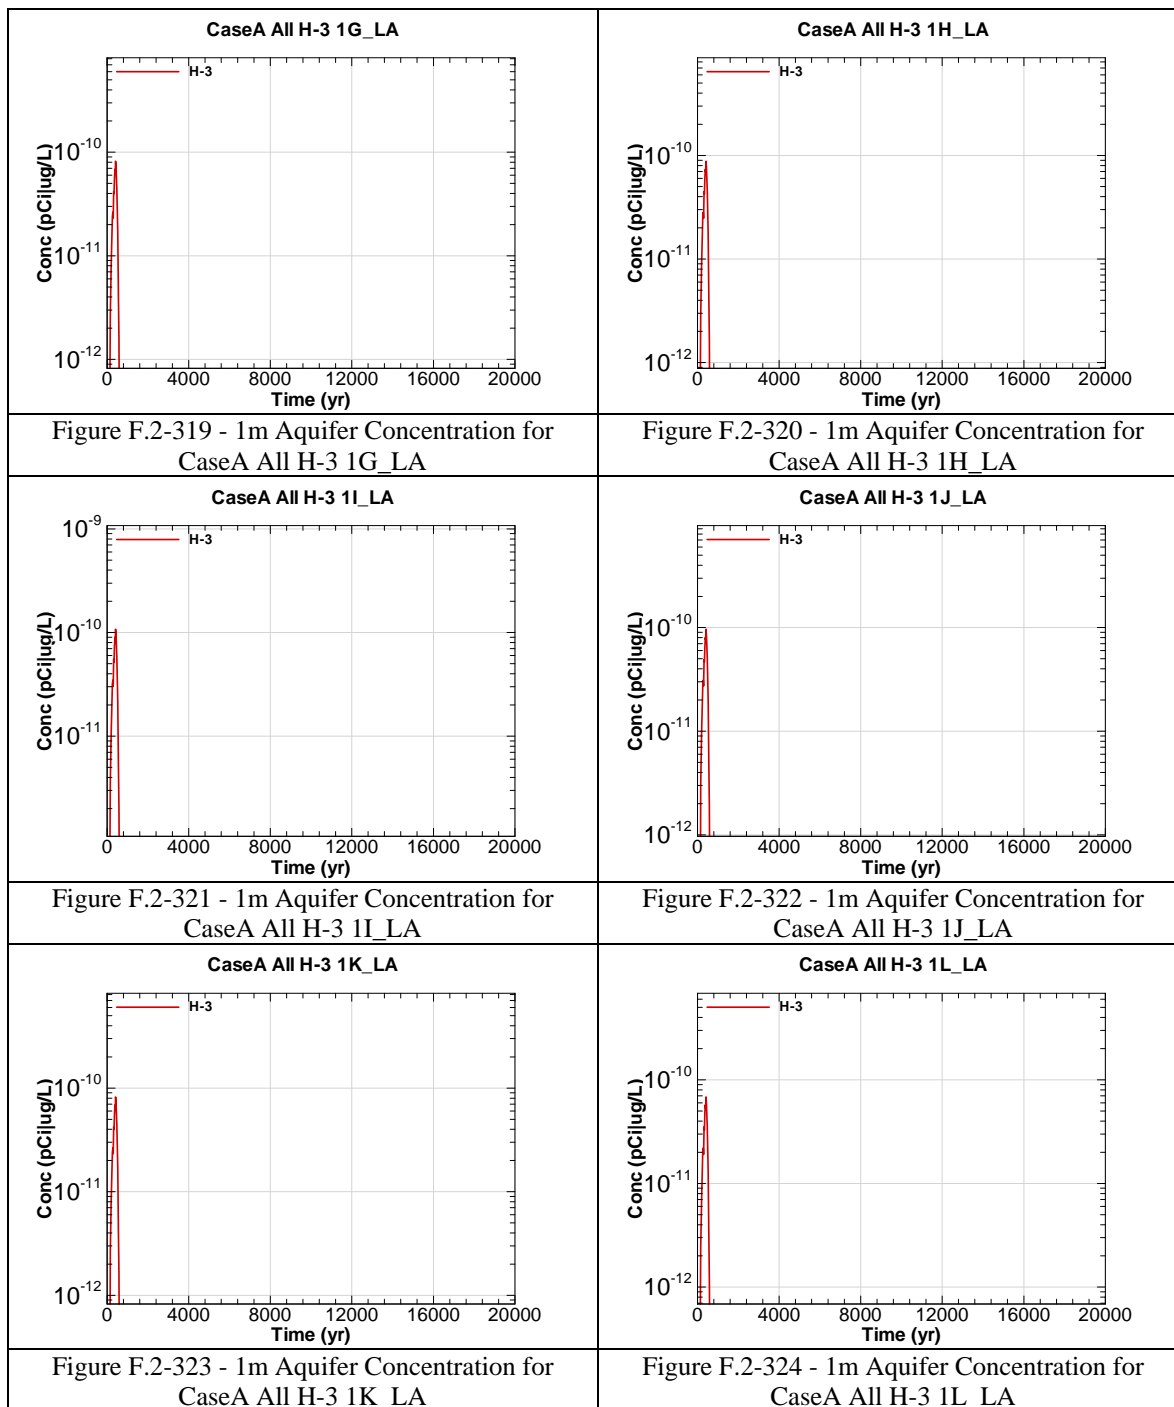 CaseA All H-3 1G_LA
H-3
Conc (pCi|ug/L)
10-10
10-11
10-12
0 4000 8000 12000 16000 20000
Time (yr)
Figure F.2-319 - 1m Aquifer Concentration for
CaseA All H-3 1G_LA
CaseA All H-3 1H_LA
H-3
Conc (pCi|ug/L)
10-10
10-11
10-12
0 4000 8000 12000 16000 20000
Time (yr)
Figure F.2-320 - 1m Aquifer Concentration for
CaseA All H-3 1H_LA
CaseA All H-3 1I_LA
H-3
Conc (pCi|ug/L)
10-9
10-10
10-11
0 4000 8000 12000 16000 20000
Time (yr)
Figure F.2-321 - 1m Aquifer Concentration for
CaseA All H-3 1I_LA
CaseA All H-3 1J_LA
H-3
Conc (pCi|ug/L)
10-10
10-11
10-12
0 4000 8000 12000 16000 20000
Time (yr)
Figure F.2-322 - 1m Aquifer Concentration for
CaseA All H-3 1J_LA
CaseA All H-3 1K_LA
H-3
Conc (pCi|ug/L)
10-10
10-11
10-12
0 4000 8000 12000 16000 20000
Time (yr)
Figure F.2-323 - 1m Aquifer Concentration for
CaseA All H-3 1K_LA
CaseA All H-3 1L_LA
H-3
Conc (pCi|ug/L)
10-10
10-11
10-12
0 4000 8000 12000 16000 20000
Time (yr)
Figure F.2-324 - 1m Aquifer Concentration for
CaseA All H-3 1L_LA